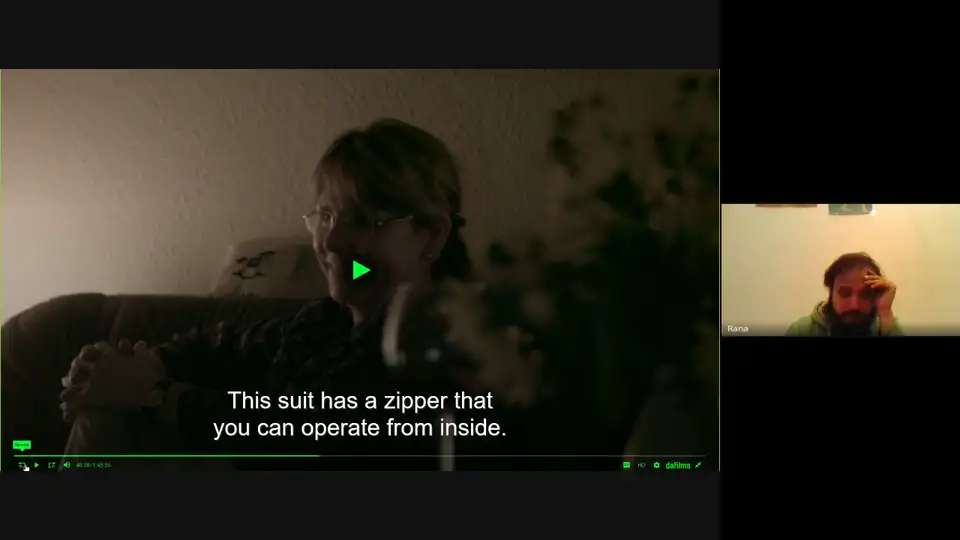 This suit has a zipper that
you can operate from inside.
HD
dafilms
Rana